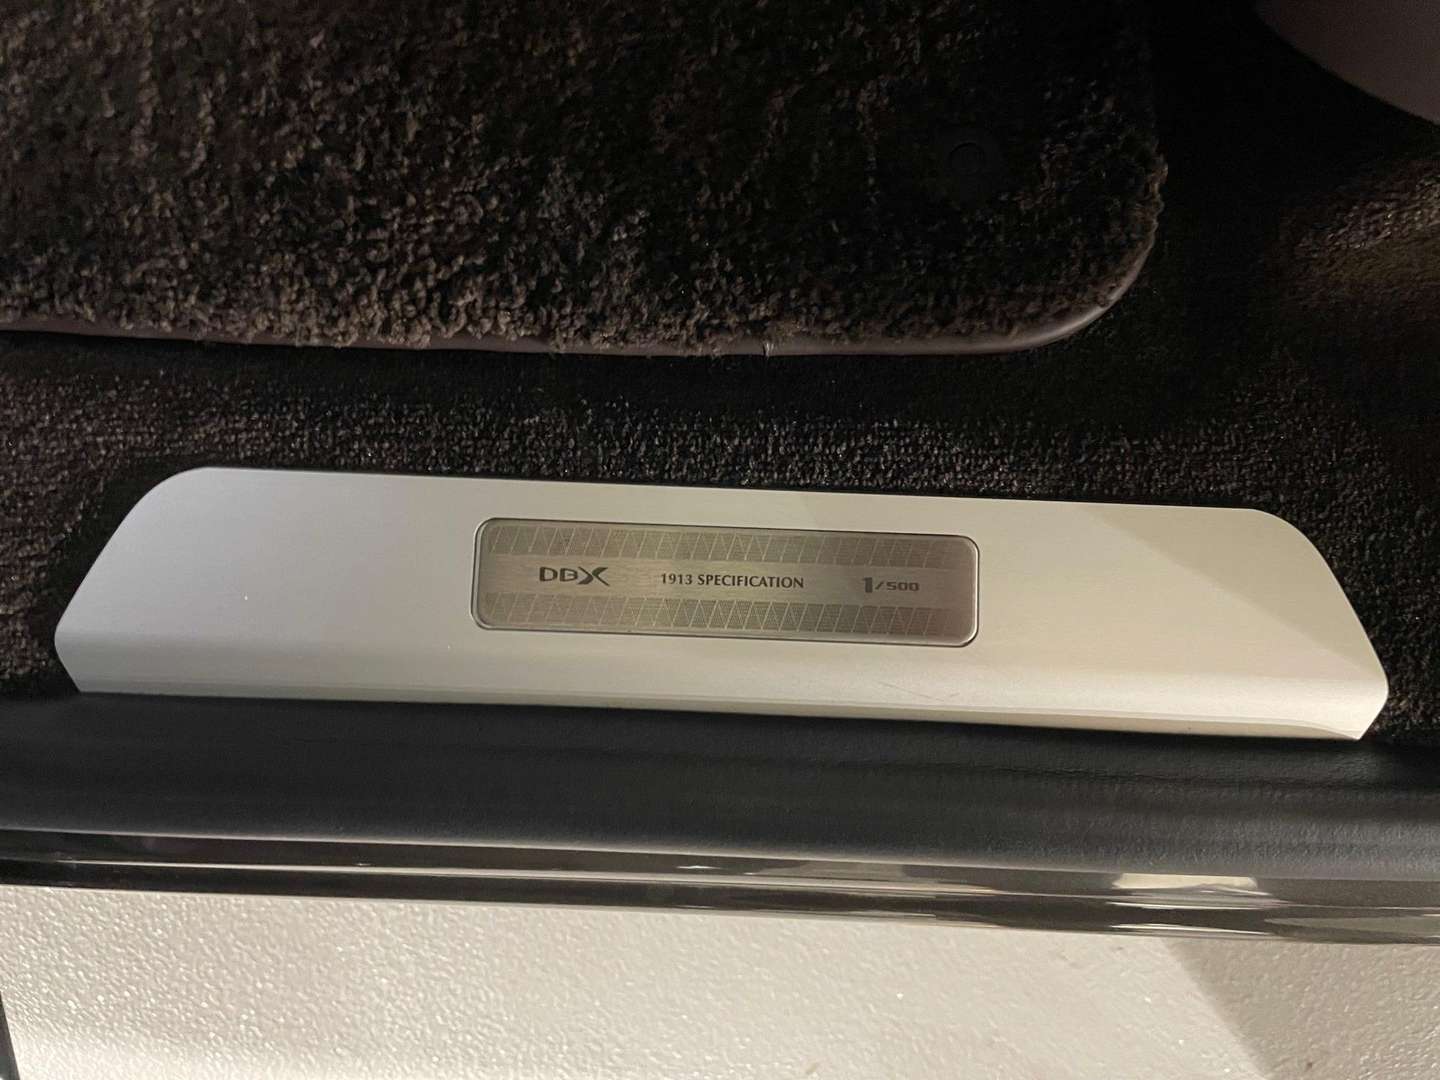 DBX 1913 SPECIFICATION 1/500